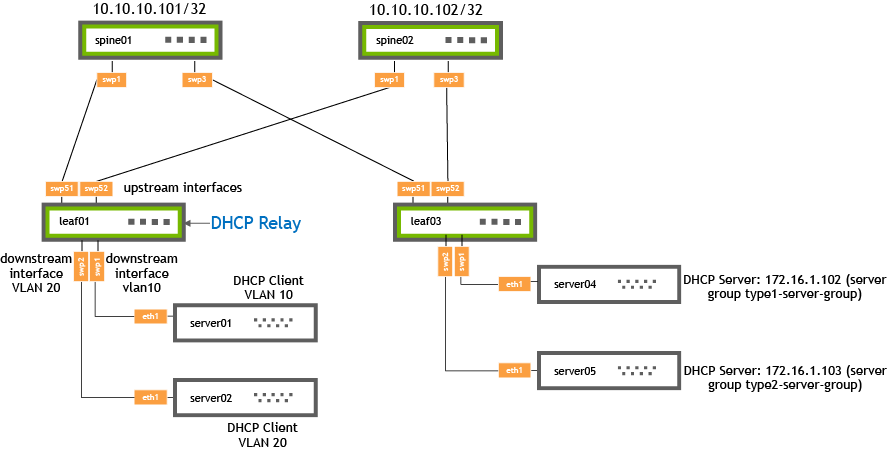 10.10.10.101/32
10.10.10.102/32
spine01
spine02
swp1
swp3
swp1
swp3
swp51
swp52
upstream interfaces
swp51
swp52
leaf01
DHCP Relay
leaf03
downstream
interface
VLAN 20
swp2
swp1
downstream
interface
vlan10
swp2
swp1
DHCP Client
VLAN 10
eth1
server01
eth1
server04
DHCP Server: 172.16.1.102 (server
group type1-server-group)
eth1
server02
DHCP Client
VLAN 20
eth1
server05
DHCP Server: 172.16.1.103 (server
group type2-server-group)